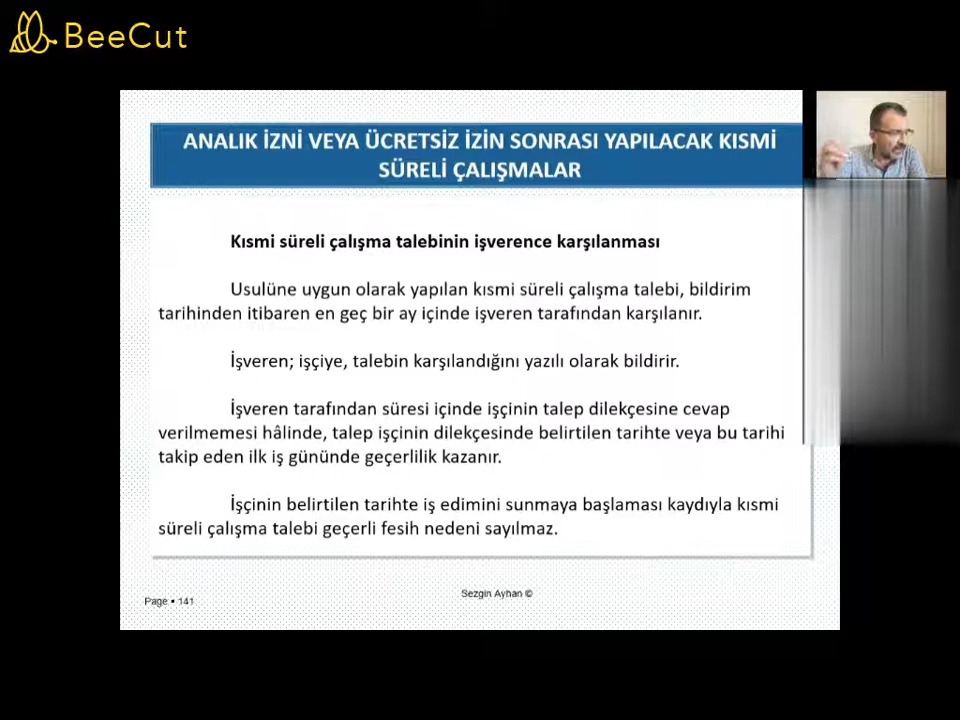 BeeCut
ANALIK İZNİ VEYA ÜCRETSİZ İZİN SONRASI YAPILACAK KISMİ
SÜRELİ ÇALIŞMALAR
Kısmi süreli çalışma talebinin işverence karşılanması
Usulüne uygun olarak yapılan kısmi süreli çalışma talebi, bildirim
tarihinden itibaren en geç bir ay içinde işveren tarafından karşılanır.
İşveren; işçiye, talebin karşılandığını yazılı olarak bildirir.
İşveren tarafından süresi içinde işçinin talep dilekçesine cevap
verilmemesi hâlinde, talep işçinin dilekçesinde belirtilen tarihte veya bu tarihi
takip eden ilk iş gününde geçerlilik kazanır.
İşçinin belirtilen tarihte iş edimini sunmaya başlaması kaydıyla kısmi
süreli çalışma talebi geçerli fesih nedeni sayılmaz.
Sezgin Ayhan ©
Page ▪ 141